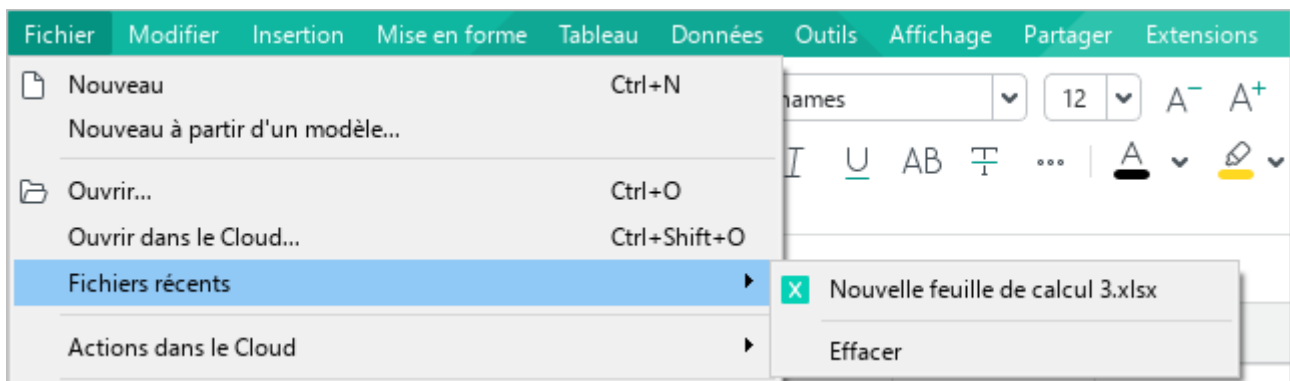 Fichier Modifier Insertion Mise en forme Tableau Données Outils Affichage Partager Extensions
Nouveau Ctrl+N
Nouveau à partir d'un modèle...
Ouvrir... Ctrl+O
Ouvrir dans le Cloud... Ctrl+Shift+O
Fichiers récents
Actions dans le Cloud
12 A- A+
I U AB T ... A
X Nouvelle feuille de calcul 3.xlsx
Effacer